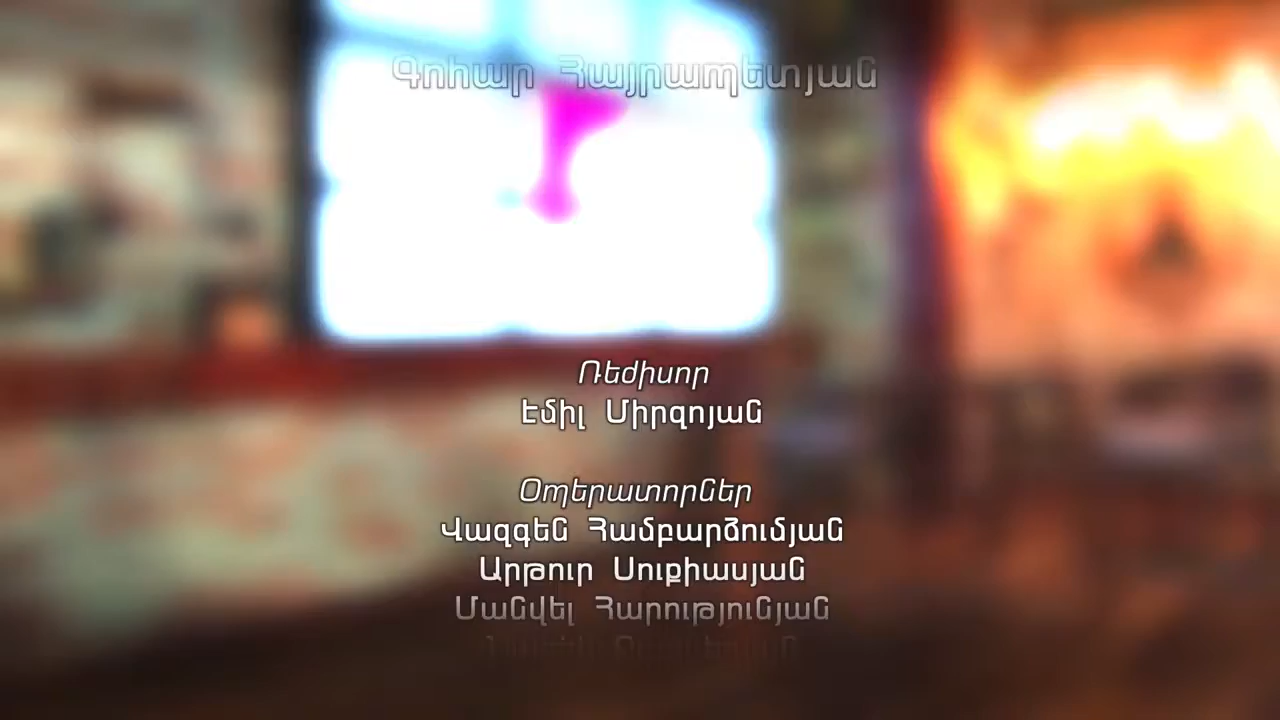 Գոհար Հայրապետյան
Ռեժիսոր
Էմիլ Միրզոյան
Օպերատորներ
Վազգեն Համբարձումյան
Արթուր Սուքիասյան
Մանվել Հարությունյան